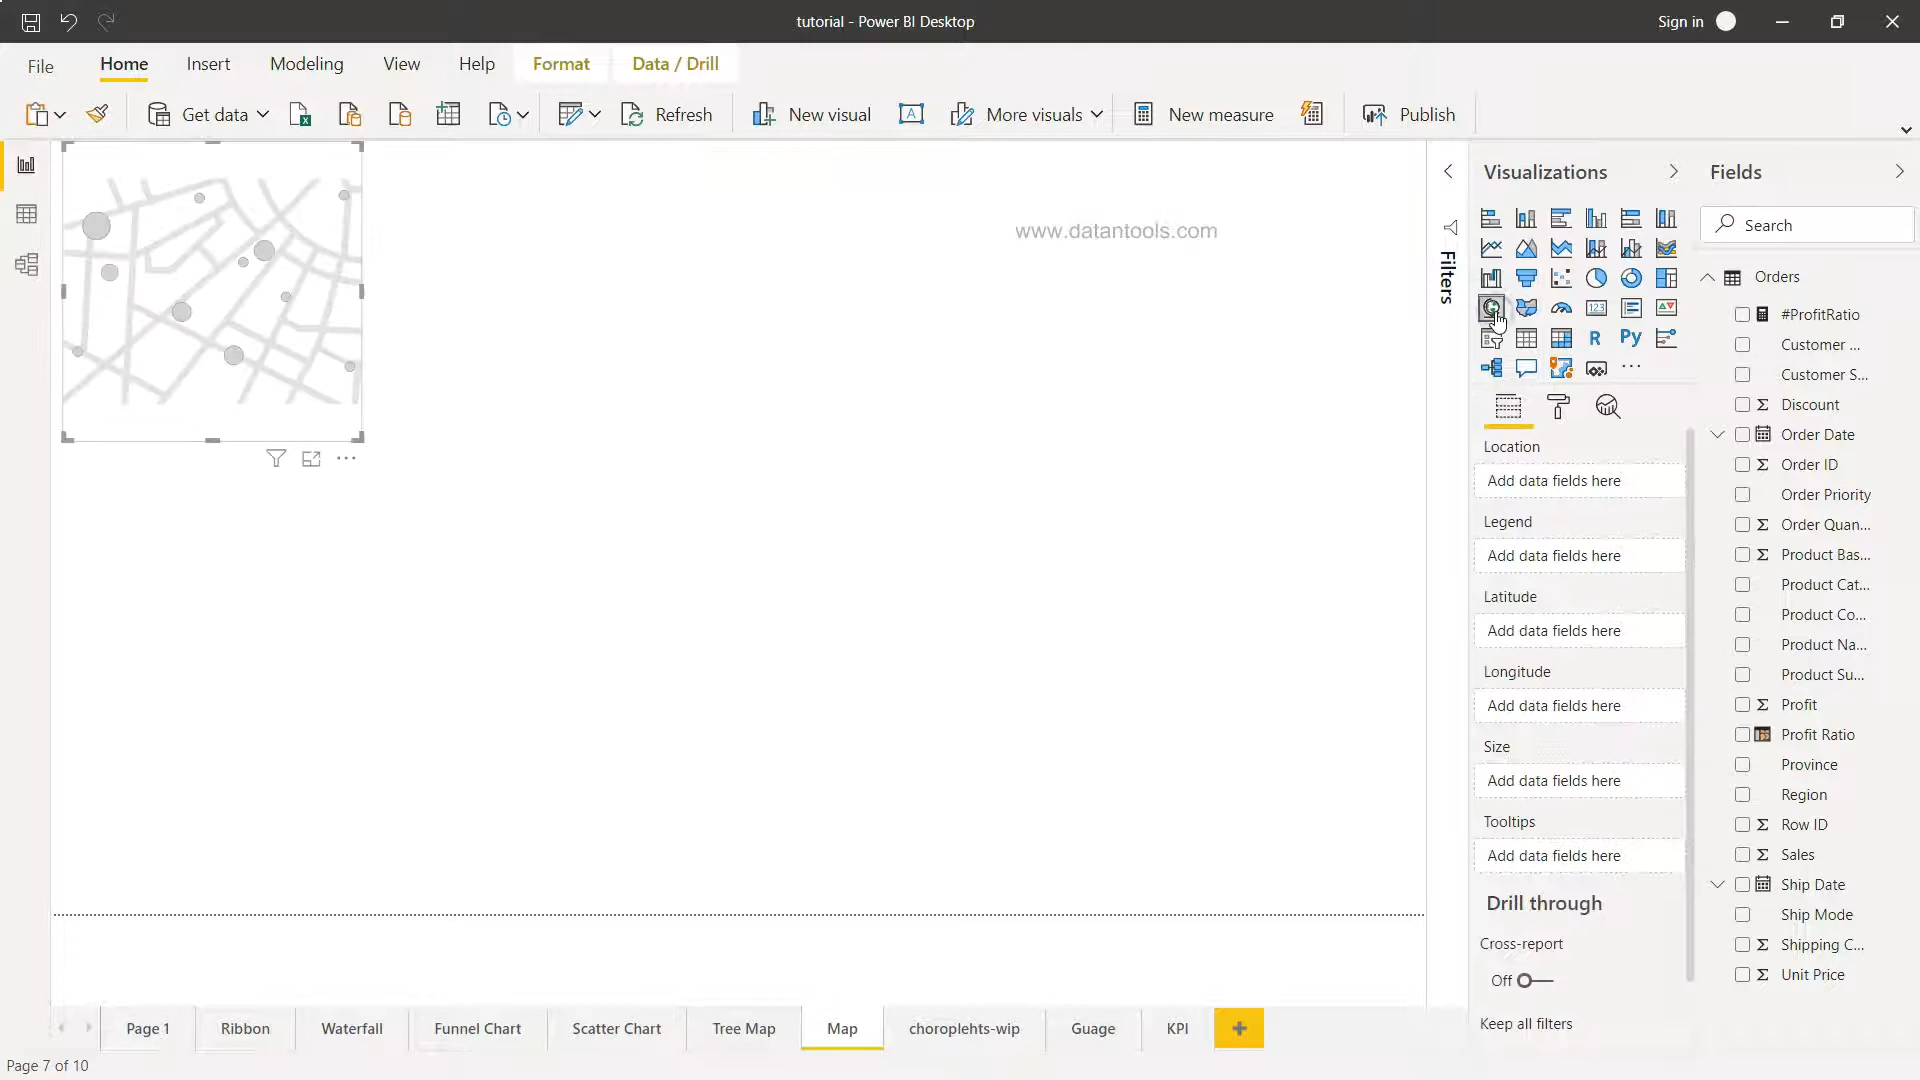 tutorial - Power BI Desktop
Sign in
File
Home
Insert
Modeling
View
Help
Format
Data / Drill
Get data
Refresh
New visual
More visuals
New measure
Publish
www.datantools.com
Filters
Visualizations
123
R
Py
Location
Add data fields here
Legend
Add data fields here
Latitude
Add data fields here
Longitude
Add data fields here
Size
Add data fields here
Tooltips
Add data fields here
Drill through
Cross-report
Off
Keep all filters
Fields
Search
Orders
#ProfitRatio
Customer ...
Customer S...
Discount
Order Date
Σ Order ID
Order Priority
Σ Order Quan...
Σ Product Bas...
Product Cat...
Product Co...
Product Na...
Product Su...
Σ Profit
Profit Ratio
Province
Region
Σ Row ID
Σ Sales
Ship Date
Ship Mode
Σ Shipping C...
Σ Unit Price
Page 1
Ribbon
Waterfall
Funnel Chart
Scatter Chart
Tree Map
Map
choroplehts-wip
Guage
KPI
Page 7 of 10